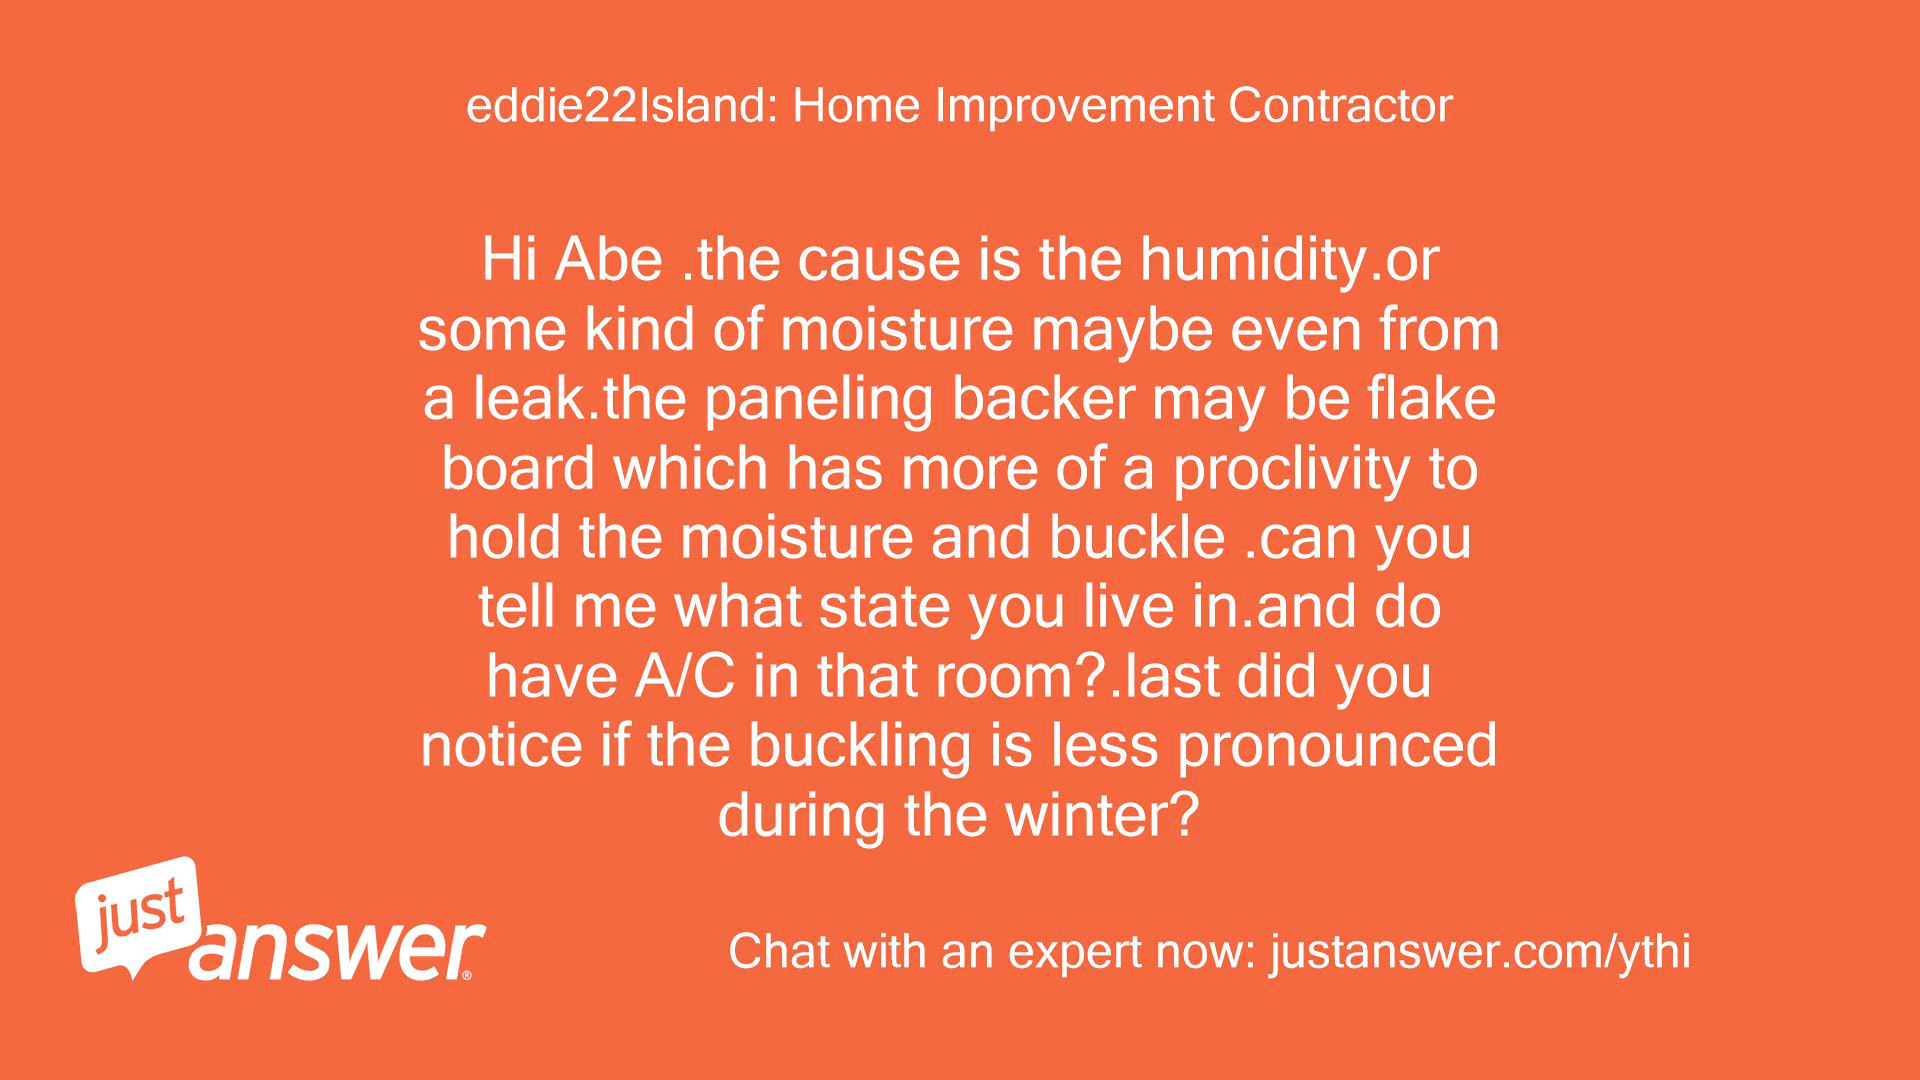 eddie22Island: Home Improvement Contractor
Hi Abe .the cause is the humidity.or
some kind of moisture maybe even from
a leak.the paneling backer may be flake
board which has more of a proclivity to
hold the moisture and buckle .can you
tell me what state you live in.and do
have A/C in that room?.last did you
notice if the buckling is less pronounced
during the winter?
just
answer®
Chat with an expert now: justanswer.com/ythi